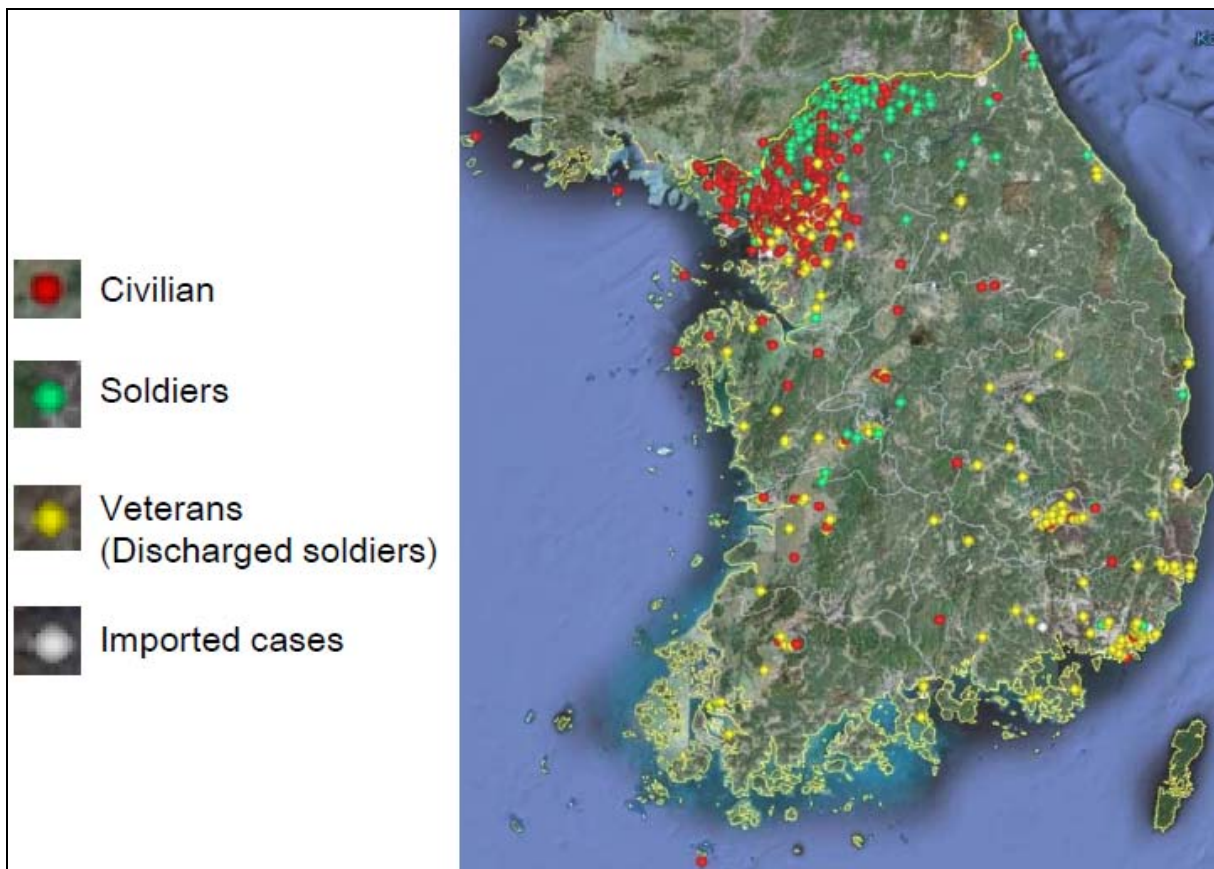 Civilian
Soldiers
Veterans
(Discharged soldiers)
Imported cases